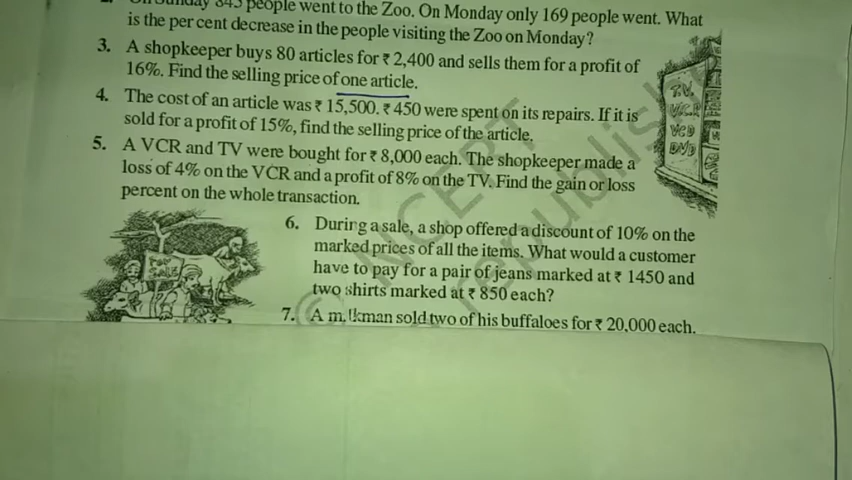 2. On Sunday 845 people went to the Zoo. On Monday only 169 people went. What
is the per cent decrease in the people visiting the Zoo on Monday?
3. A shopkeeper buys 80 articles for ₹ 2,400 and sells them for a profit of
16%. Find the selling price of one article.
4. The cost of an article was ₹ 15,500. ₹ 450 were spent on its repairs. If it is
sold for a profit of 15%, find the selling price of the article.
5. A VCR and TV were bought for ₹ 8,000 each. The shopkeeper made a
loss of 4% on the VCR and a profit of 8% on the TV. Find the gain or loss
percent on the whole transaction.
T.V.
V.C.R
VCD
DVD
6. During a sale, a shop offered a discount of 10% on the
marked prices of all the items. What would a customer
have to pay for a pair of jeans marked at ₹ 1450 and
two shirts marked at ₹ 850 each?
FOR
SALE
7. A milkman sold two of his buffaloes for ₹ 20,000 each.
© NCERT
republishe